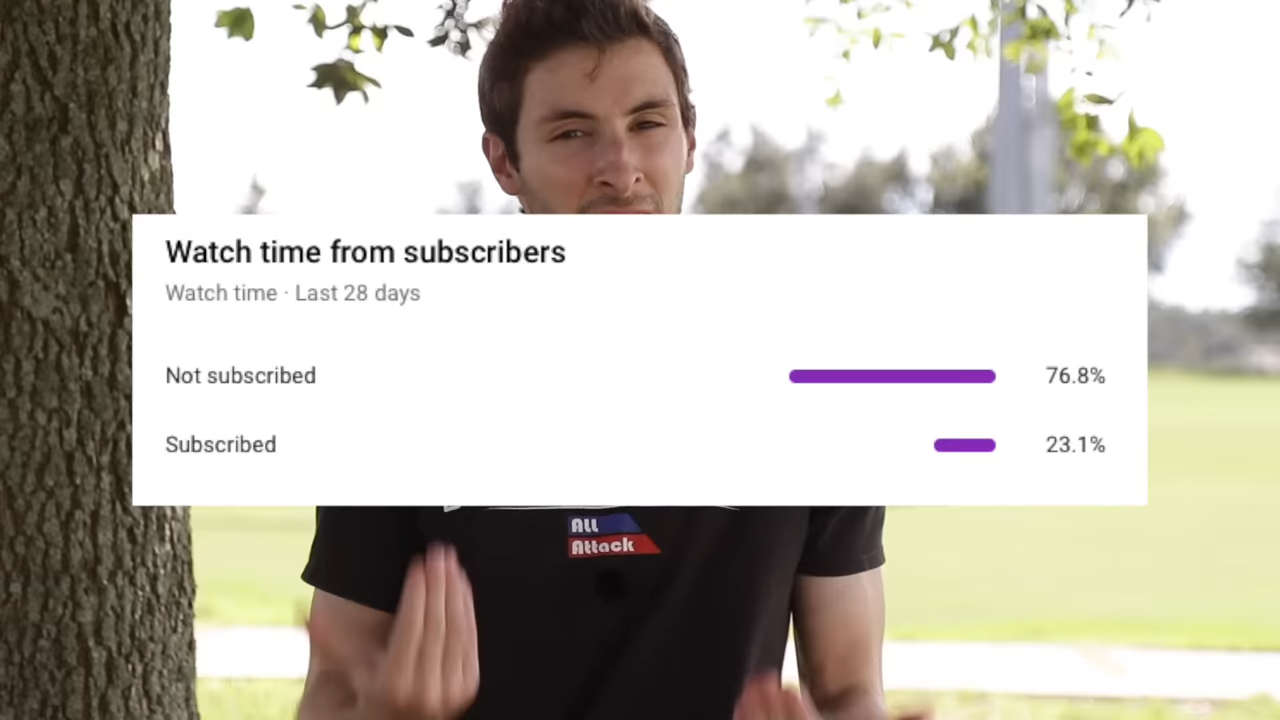 Watch time from subscribers
Watch time · Last 28 days
Not subscribed 76.8%
Subscribed 23.1%
All
Attack